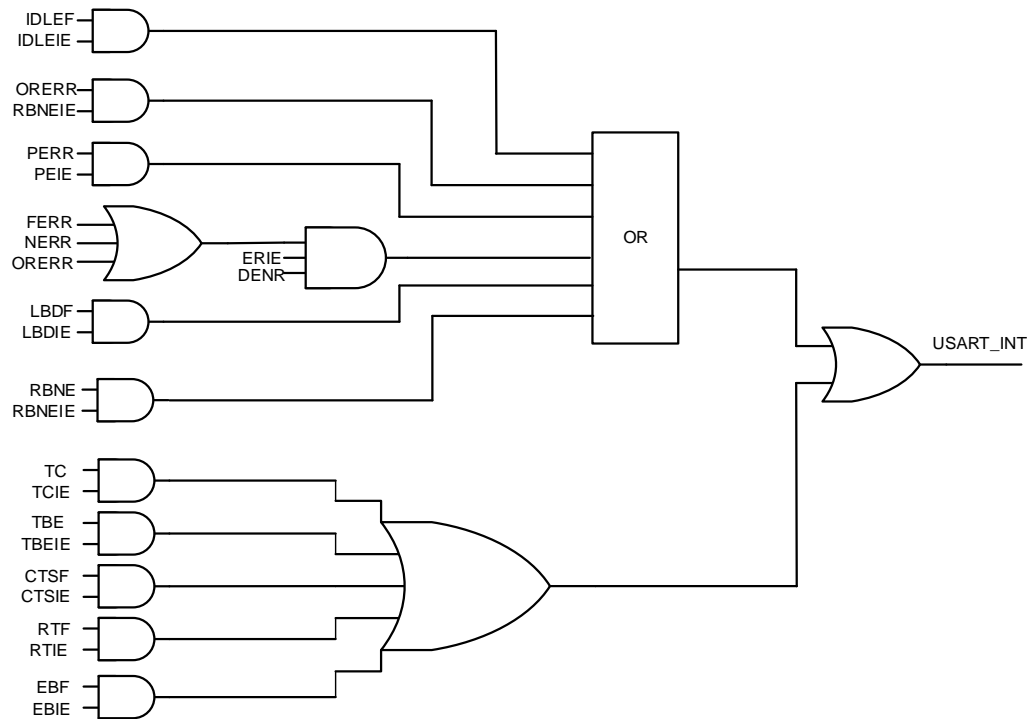 IDLEF
IDLEIE
ORERR
RBNEIE
PERR
PEIE
FERR
NERR
ORERR
ERIE
DENR
LBDF
LBDIE
RBNE
RBNEIE
OR
USART_INT
TC
TCIE
TBE
TBEIE
CTSF
CTSIE
RTF
RTIE
EBF
EBIE